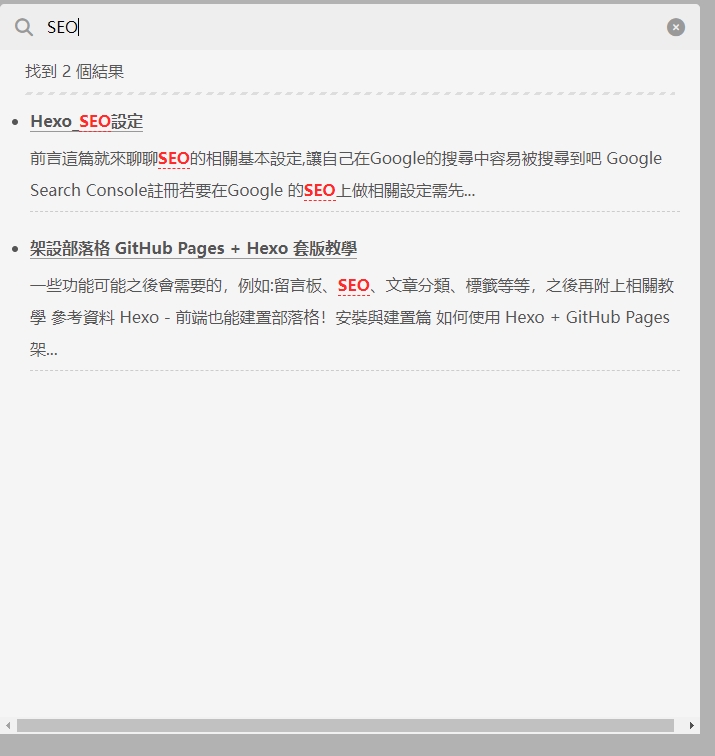 SEO
找到 2 個結果
Hexo_SEO設定
前言這篇就來聊聊SEO的相關基本設定,讓自己在Google的搜尋中容易被搜尋到吧 Google
Search Console註冊若要在Google 的SEO上做相關設定需先...
架設部落格 GitHub Pages + Hexo 套版教學
一些功能可能之後會需要的，例如:留言板、SEO、文章分類、標籤等等，之後再附上相關教
學 參考資料 Hexo - 前端也能建置部落格！安裝與建置篇 如何使用 Hexo + GitHub Pages
架...